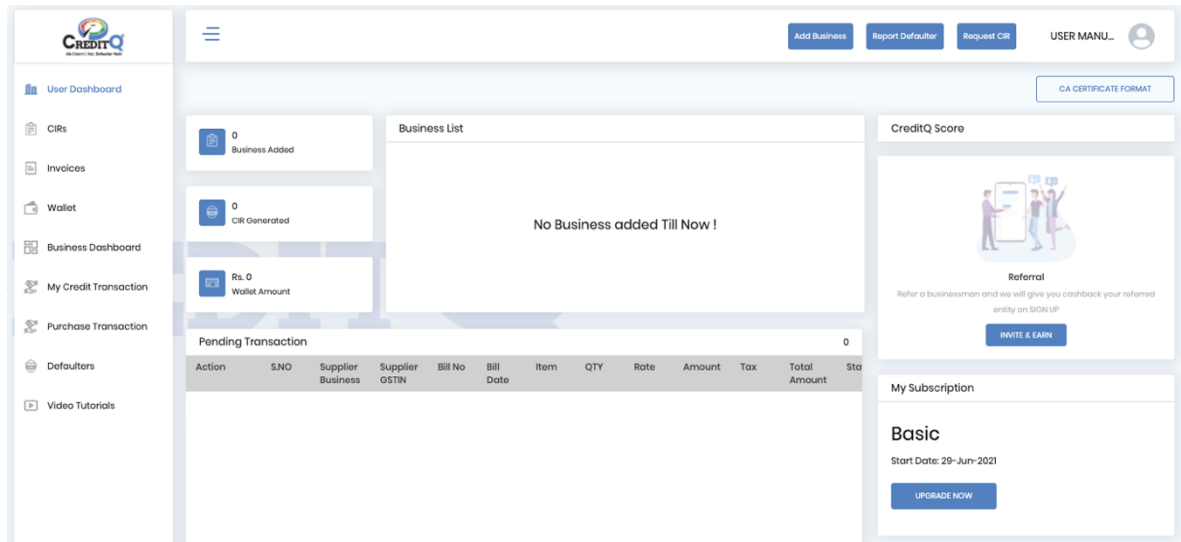 CREDITQ
Add Business
Report Defaulter
Request CIR
USER MANU...
CA CERTIFICATE FORMAT
User Dashboard
CIRs
Invoices
Wallet
Business Dashboard
My Credit Transaction
Purchase Transaction
Defaulters
Video Tutorials
0
Business Added
0
CIR Generated
Rs. 0
Wallet Amount
Business List
No Business added Till Now !
Pending Transaction 0
Action S.NO Supplier Supplier Bill No Bill Item QTY Rate Amount Tax Total Sta
Business GSTIN Date Amount
CreditQ Score
Referral
Refer a businessman and we will give you cashback your referred
entity on SIGN UP
INVITE & EARN
My Subscription
Basic
Start Date: 29-Jun-2021
UPGRADE NOW